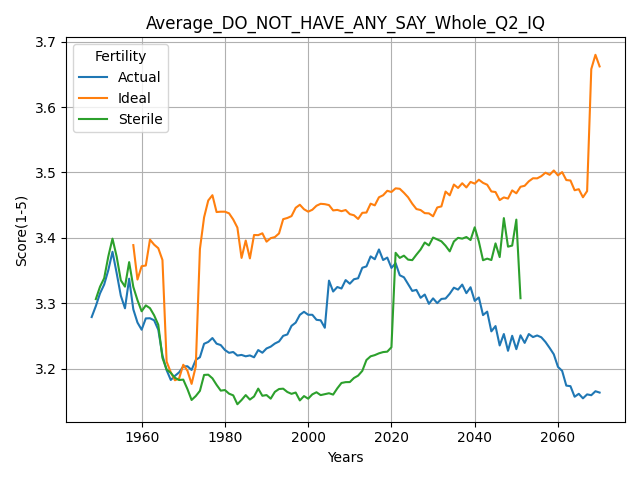 Average_DO_NOT_HAVE_ANY_SAY_Whole_Q2_IQ
3.7
3.6
3.5
3.4
3.3
3.2
Score(1-5)
Fertility
Actual
Ideal
Sterile
1960 1980 2000 2020 2040 2060
Years